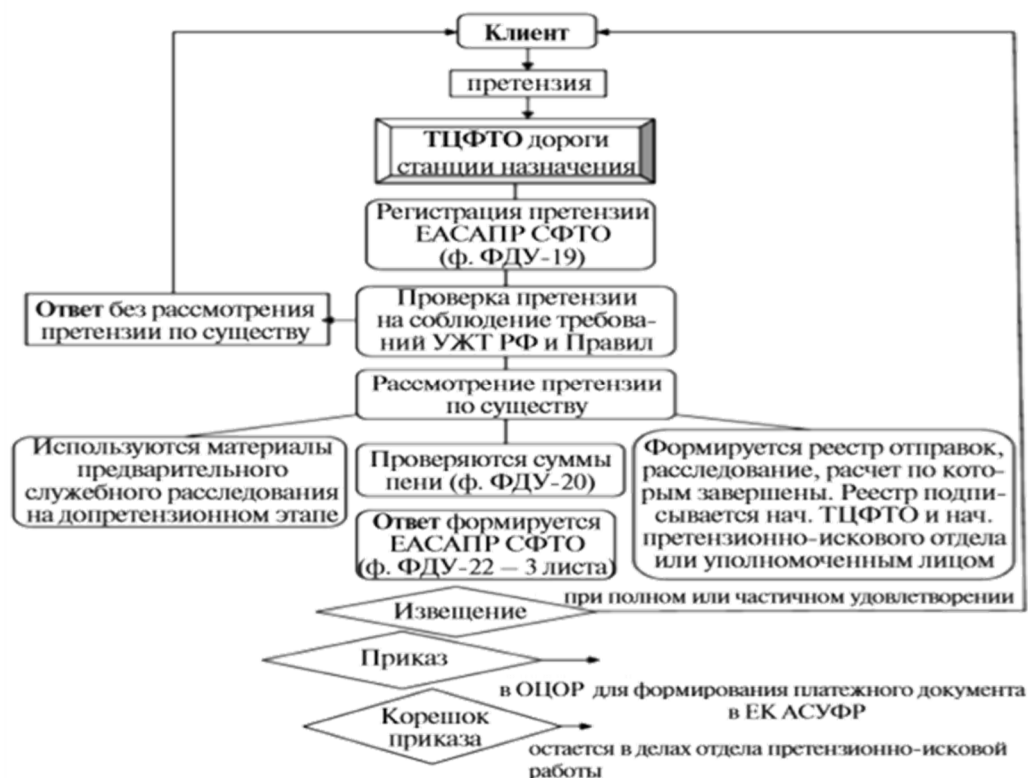 Клиент
претензия
ТЦФТО дороги
станции назначения
Регистрация претензии
ЕАСАПР СФТО
(ф. ФДУ-19)
Ответ без рассмотрения
претензии по существу
Проверка претензии
на соблюдение требова-
ний УЖТ РФ и Правил
Рассмотрение претензии
по существу
Используются материалы
предварительного
служебного расследования
на допретензионном этапе
Проверяются суммы
пени (ф. ФДУ-20)
Формируется реестр отправок,
расследование, расчет по кото-
рым завершены. Реестр подпи-
сывается нач. ТЦФТО и нач.
претензионно-искового отдела
или уполномоченным лицом
Ответ формируется
ЕАСАПР СФТО
(ф. ФДУ-22 — 3 листа)
при полном или частичном удовлетворении
Извещение
Приказ
в ОЦОР для формирования платежного документа
в ЕК АСУФР
Корешок
приказа
остается в делах отдела претензионно-исковой
работы